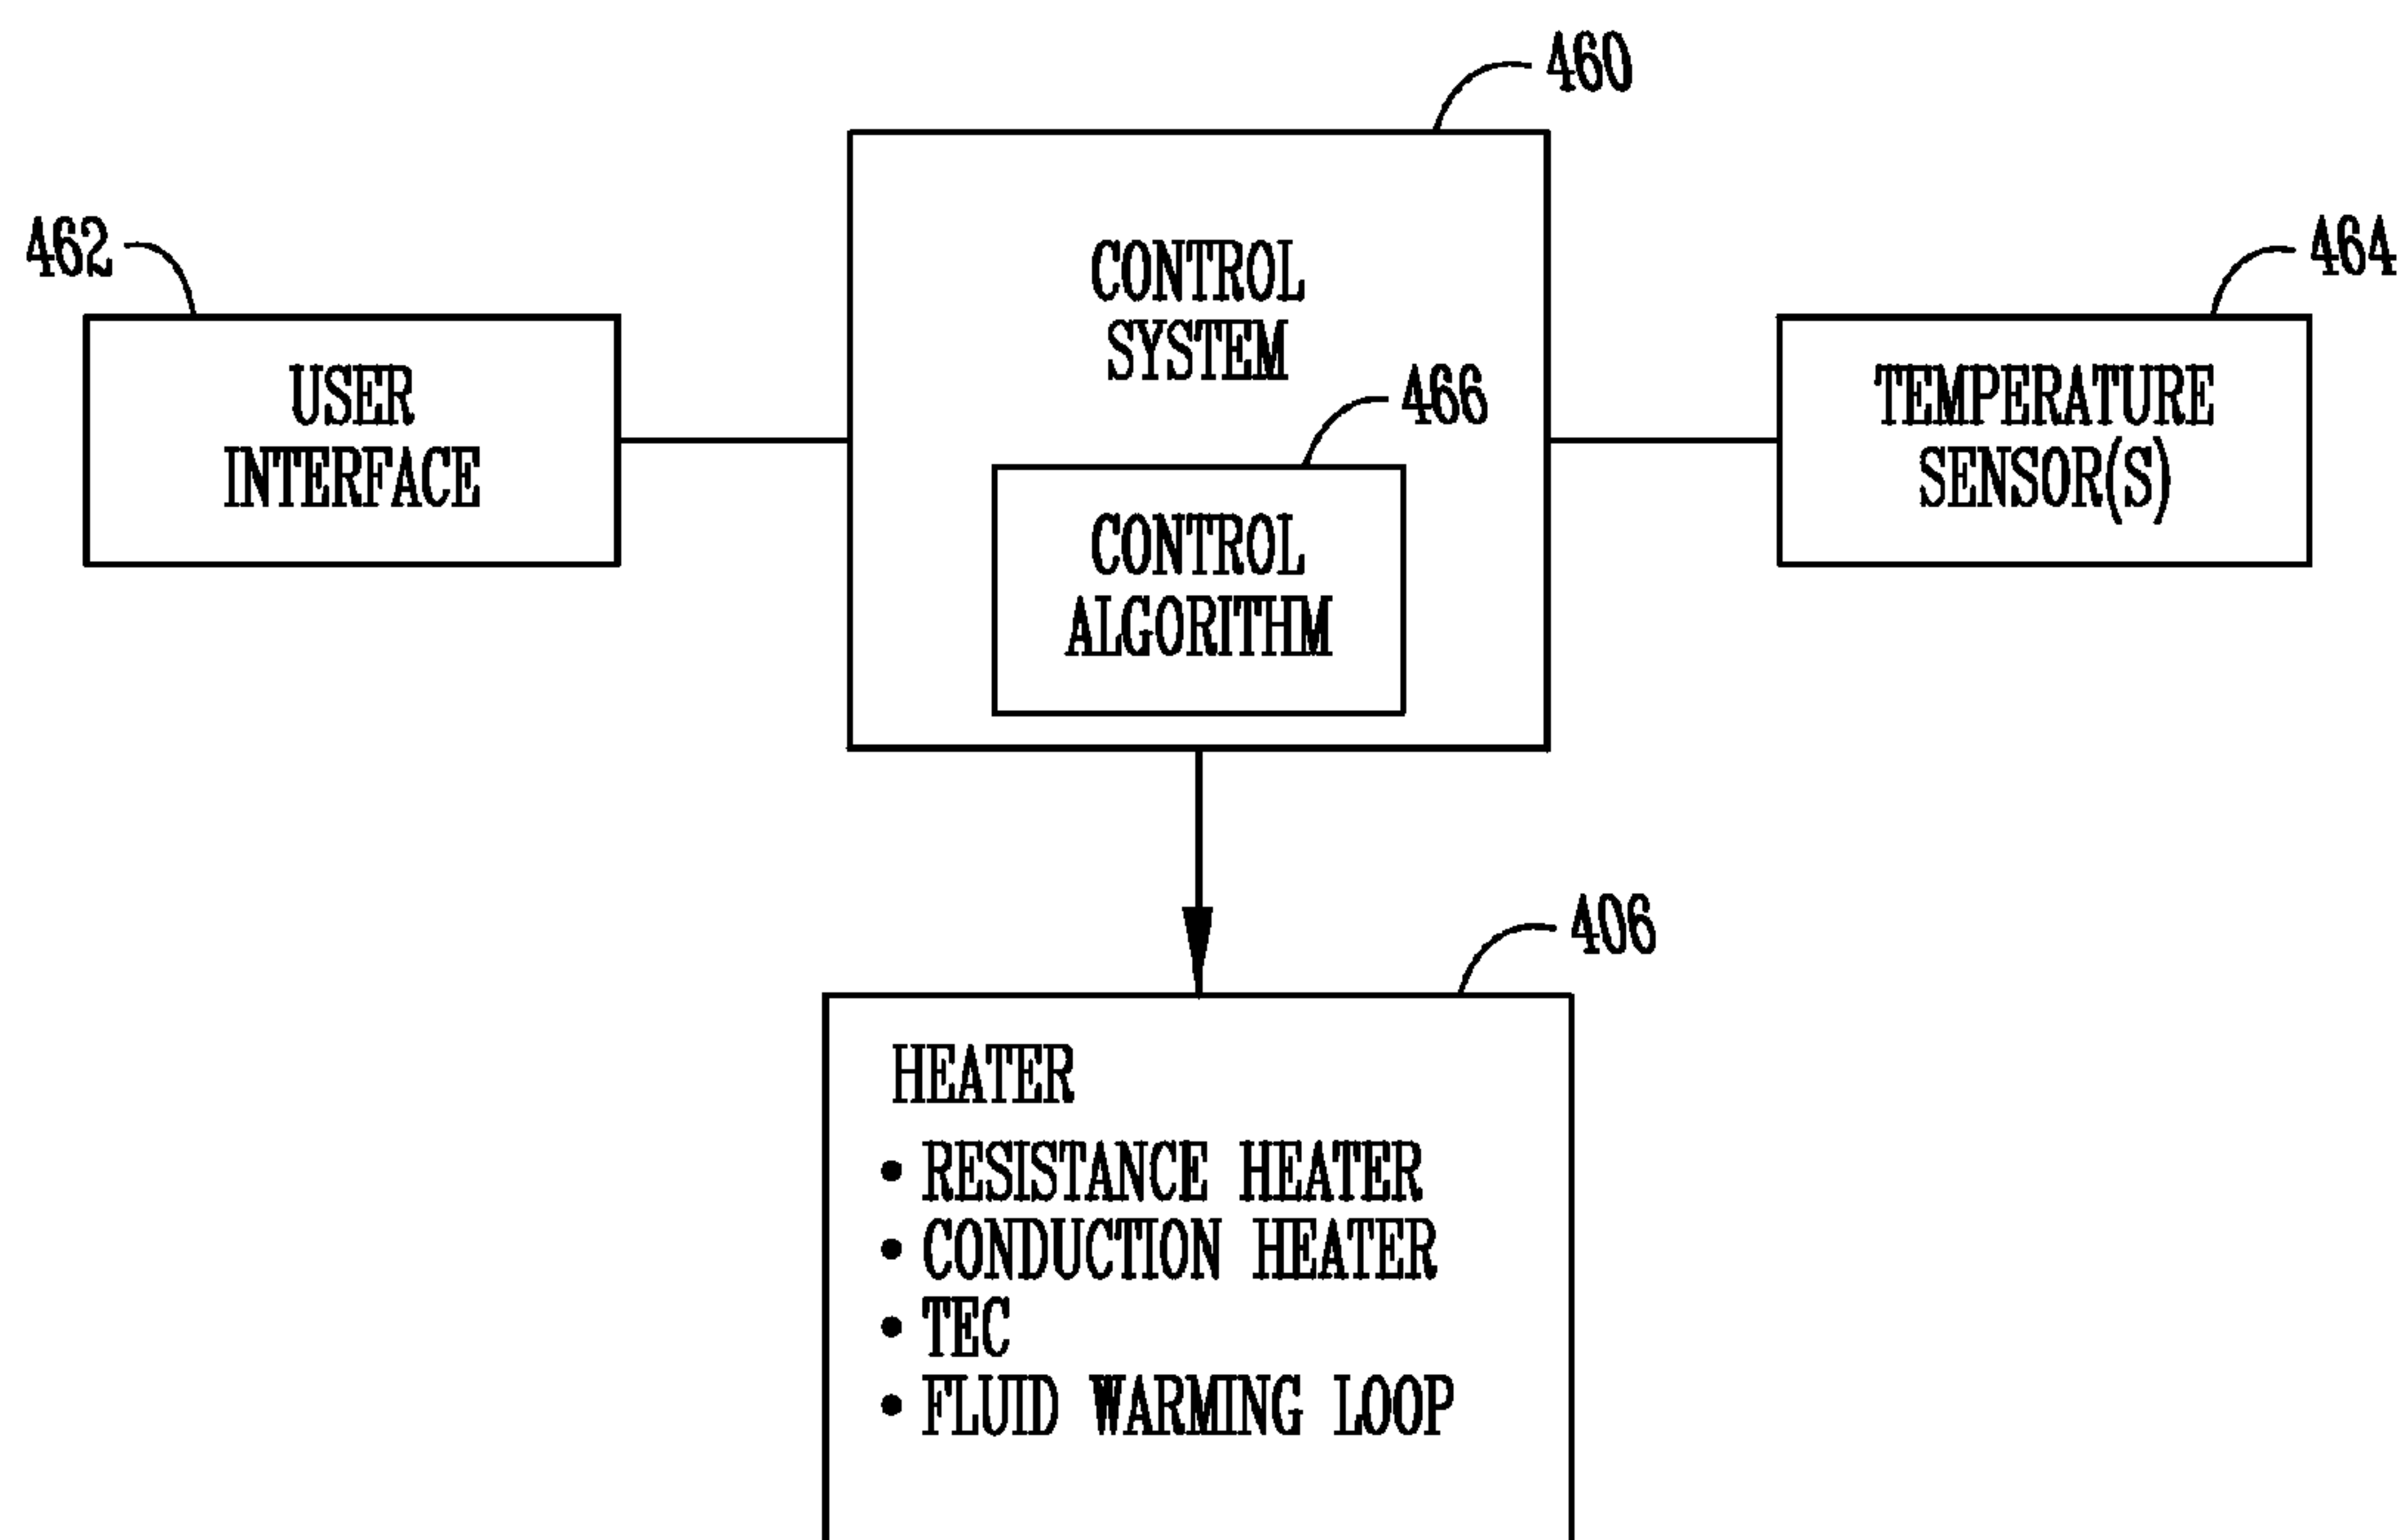 460
462
464
CONTROL
SYSTEM
USER
INTERFACE
466
TEMPERATURE
SENSOR(S)
CONTROL
ALGORITHM
406
HEATER
• RESISTANCE HEATER
• CONDUCTION HEATER
• TEC
• FLUID WARMING LOOP